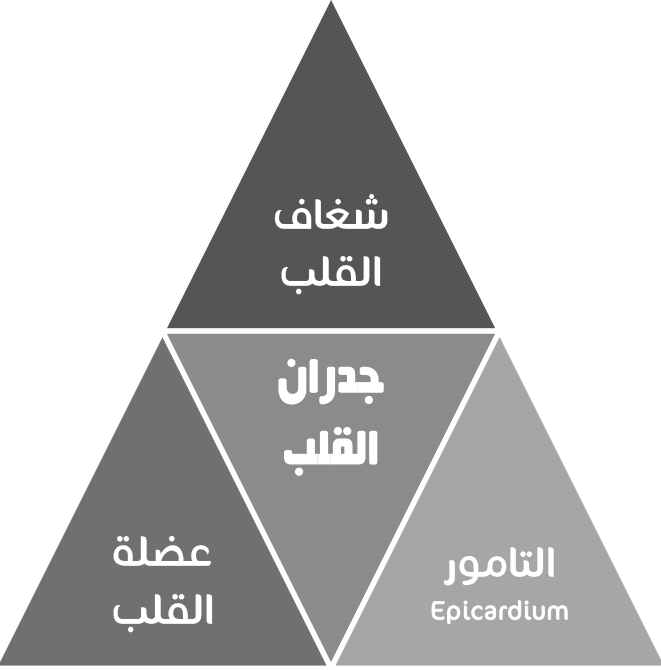 شغاف
القلب
جدران
القلب
عضلة
القلب
التامور
Epicardium